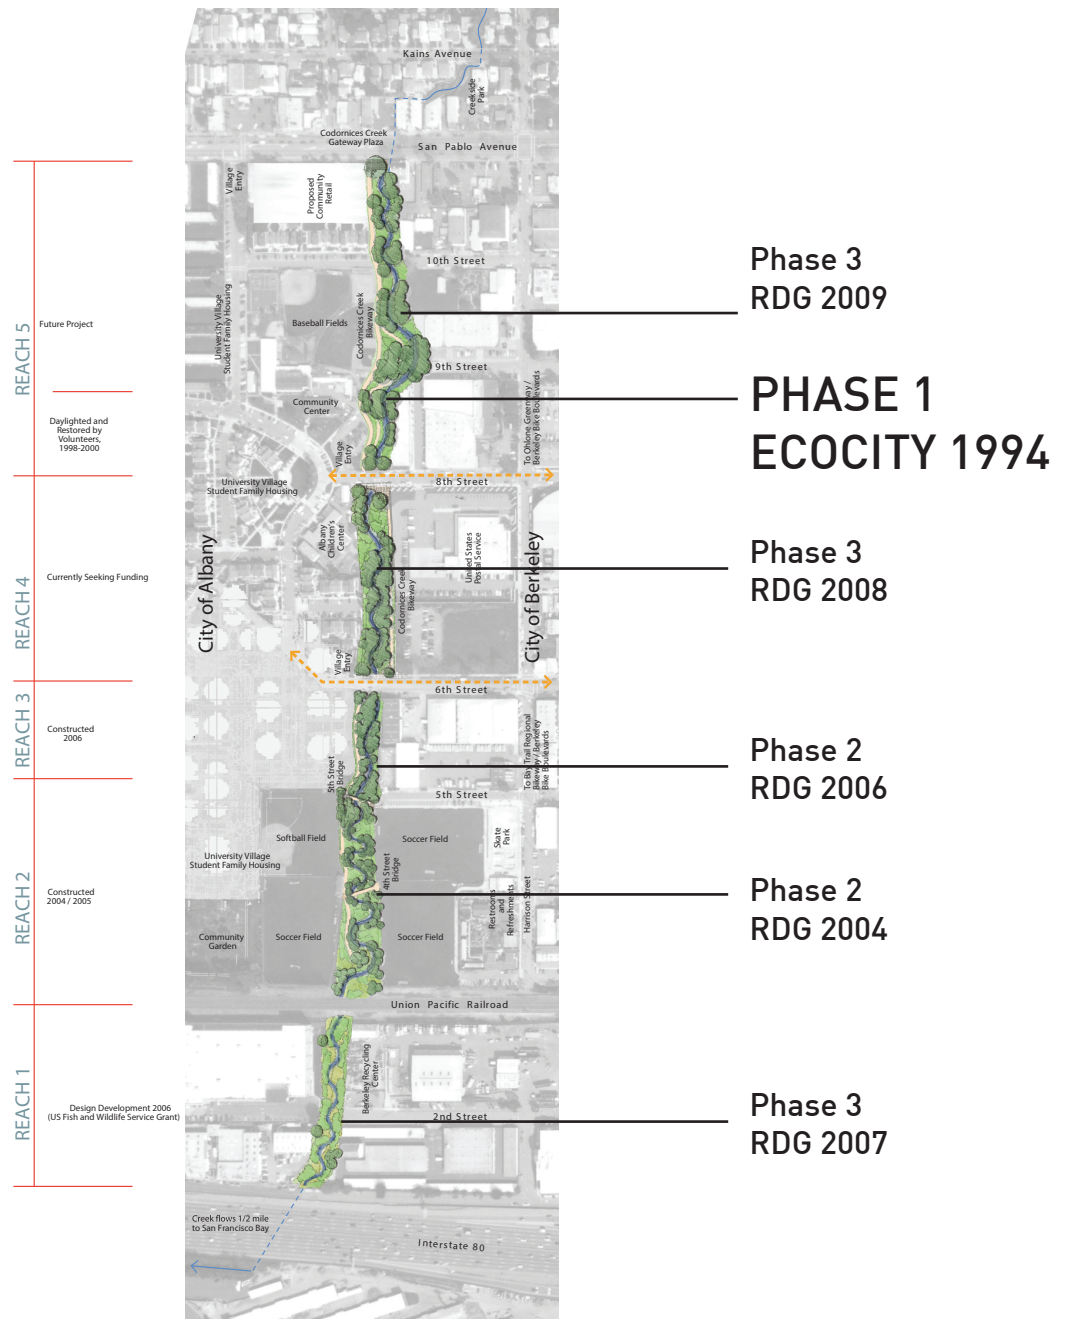 Kains Avenue
Creekside
Park
Codornices Creek
Gateway Plaza
San Pablo Avenue
Village
Entry
Proposed
Community
Retail
10th Street
Phase 3
RDG 2009
REACH 5
Future Project
University Village
Student Family Housing
Baseball Fields
Codornices Creek
Bikeway
9th Street
PHASE 1
ECOCITY 1994
Daylighted and
Restored by
Volunteers,
1998-2000
Community
Center
Village
Entry
To Ohlone Greenway /
Berkeley Bike Boulevards
University Village
Student Family Housing
8th Street
Albany
Children's
Center
United States
Postal Service
Phase 3
RDG 2008
REACH 4
Currently Seeking Funding
City of Albany
Codornices Creek
Bikeway
City of Berkeley
Village
Entry
6th Street
REACH 3
Constructed
2006
5th Street
Bridge
To Bay Trail Regional
Bikeway / Berkeley
Bike Boulevards
Phase 2
RDG 2006
5th Street
Softball Field
Soccer Field
Skate
Park
University Village
Student Family Housing
4th Street
Bridge
REACH 2
Constructed
2004 / 2005
Restrooms
and
Refreshments
Harrison Street
Phase 2
RDG 2004
Community
Garden
Soccer Field
Soccer Field
Union Pacific Railroad
REACH 1
Design Development 2006
(US Fish and Wildlife Service Grant)
Berkeley Recycling
Center
2nd Street
Phase 3
RDG 2007
Creek flows 1/2 mile
to San Francisco Bay
Interstate 80